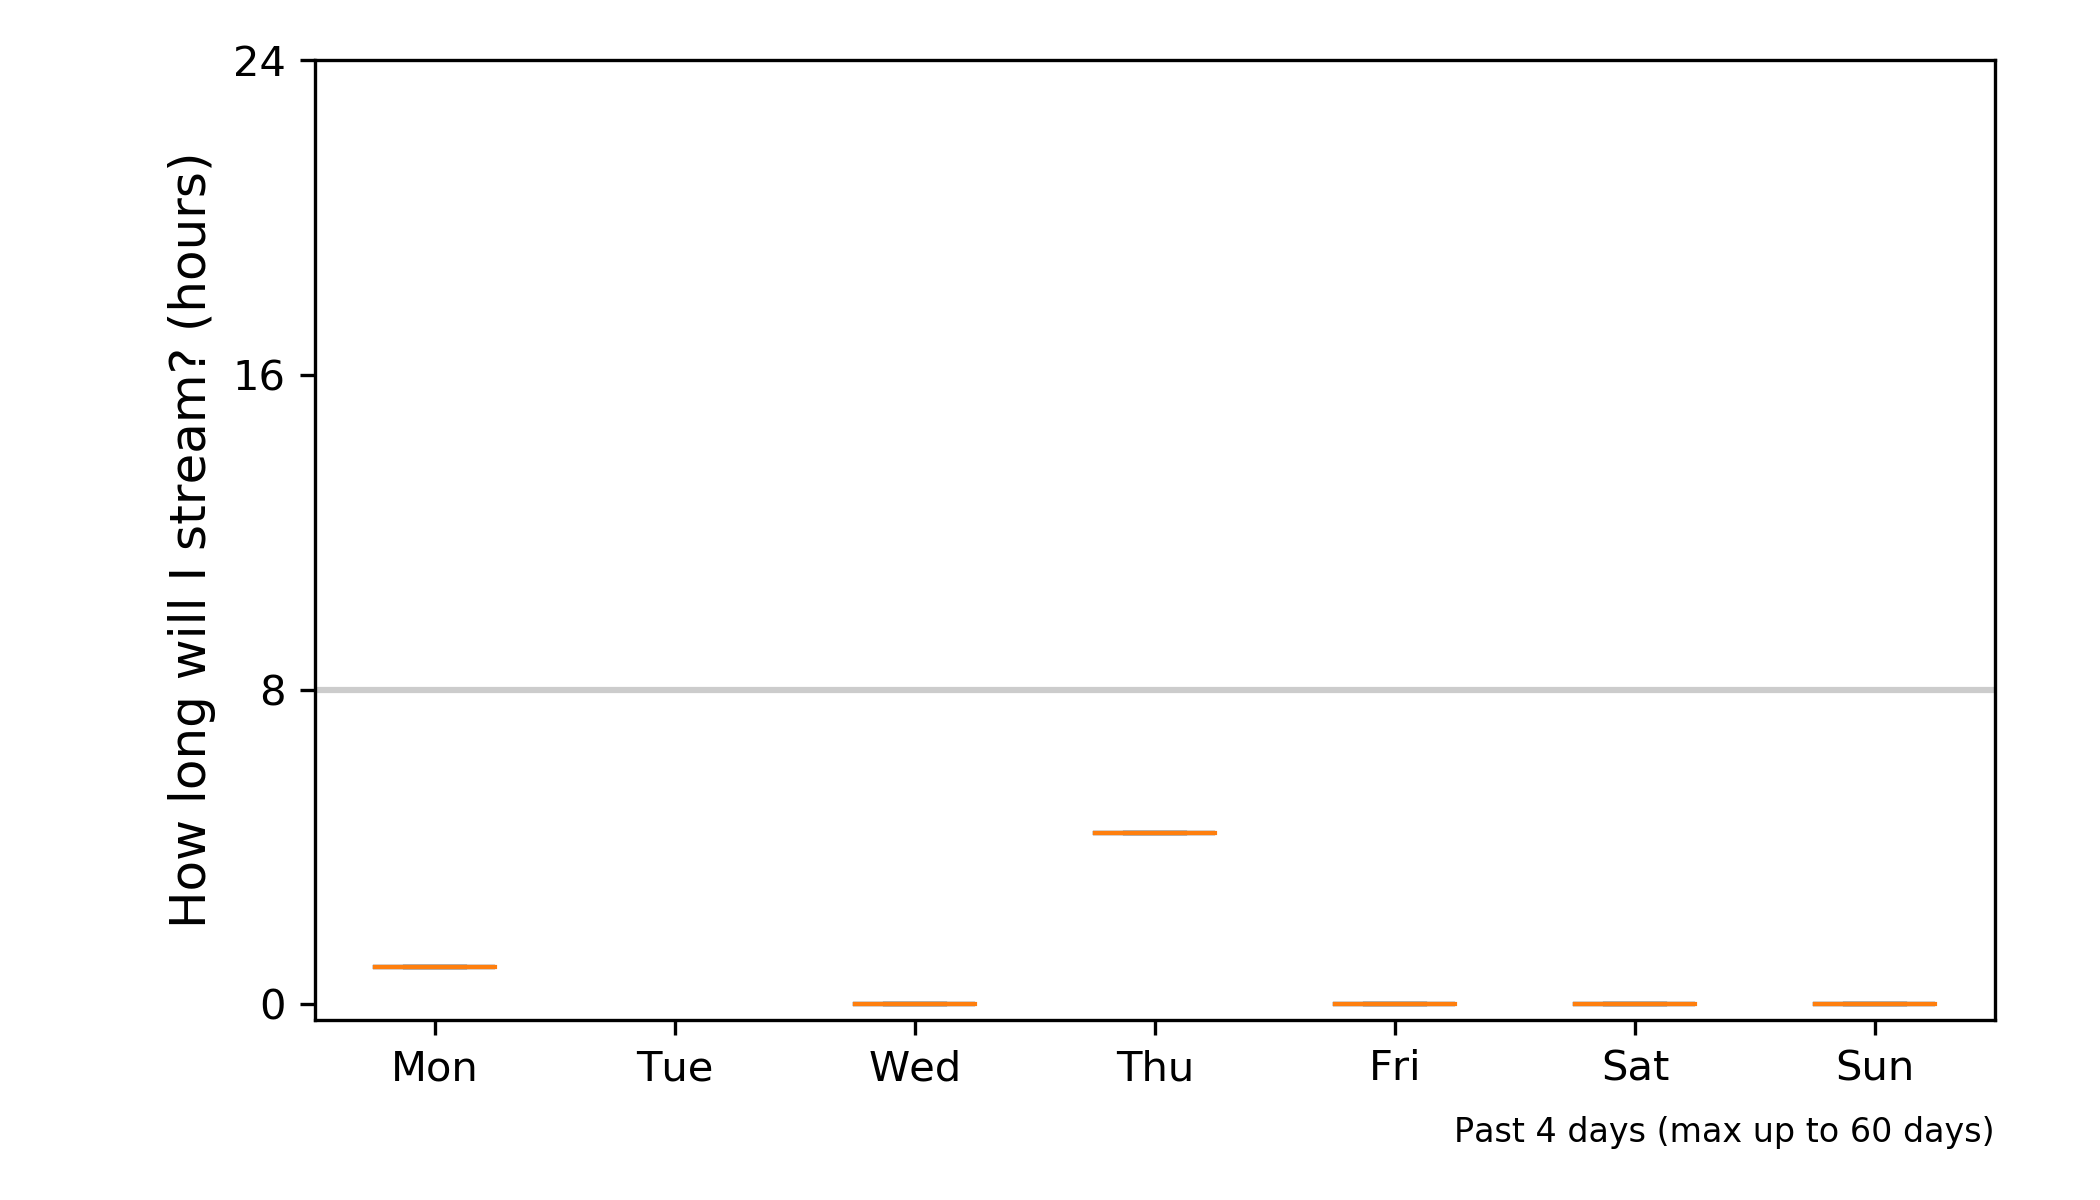 How long will I stream? (hours)
24
16
8
0
Mon Tue Wed Thu Fri Sat Sun
Past 4 days (max up to 60 days)